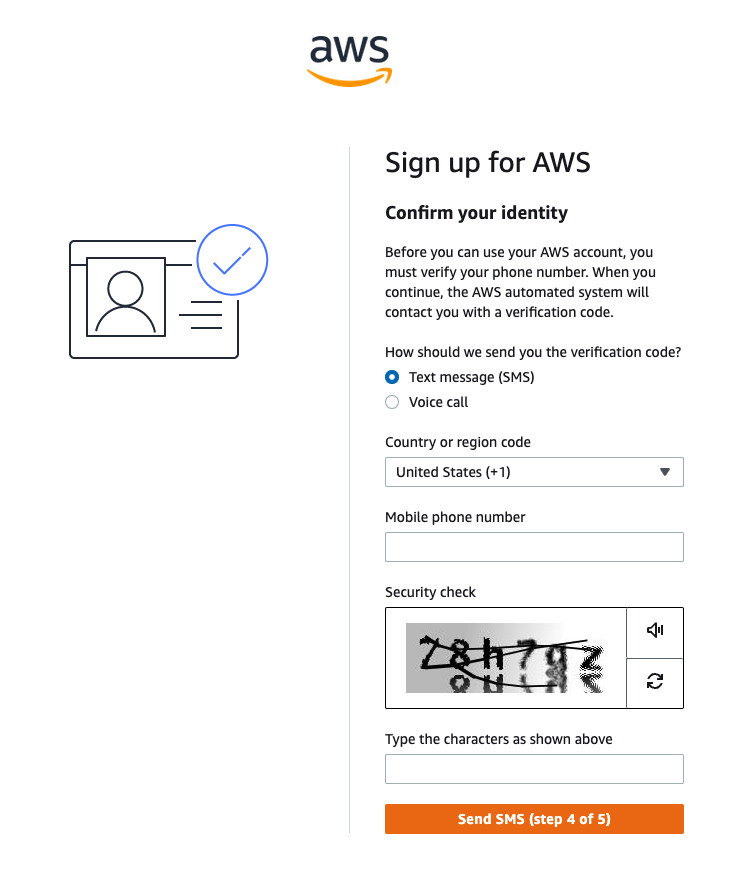 aws
Sign up for AWS
Confirm your identity
Before you can use your AWS account, you
must verify your phone number. When you
continue, the AWS automated system will
contact you with a verification code.
How should we send you the verification code?
Text message (SMS)
Voice call
Country or region code
United States (+1)
Mobile phone number
Security check
Type the characters as shown above
Send SMS (step 4 of 5)